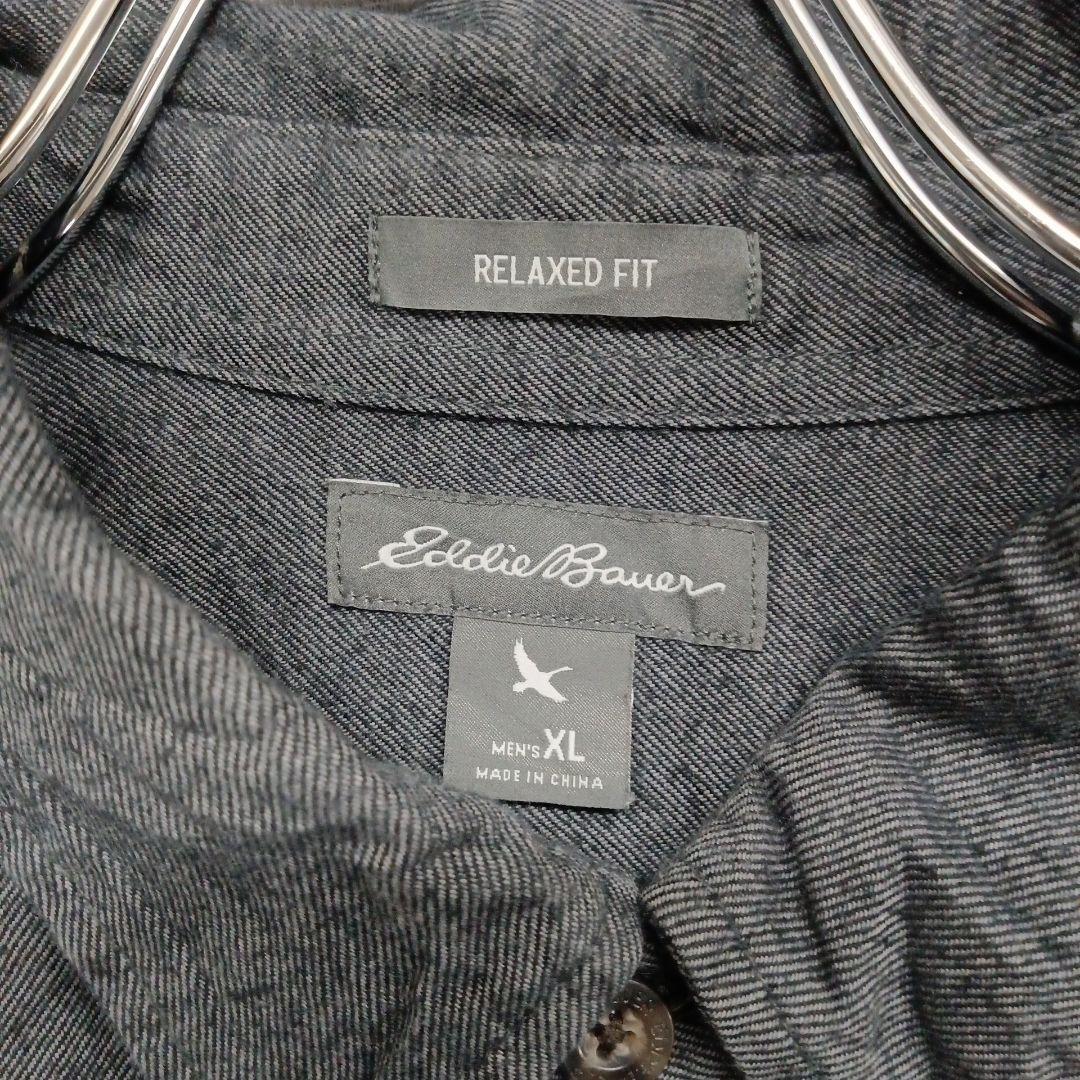 RELAXED FIT
Eddie Bauer
MEN'S XL
MADE IN CHINA